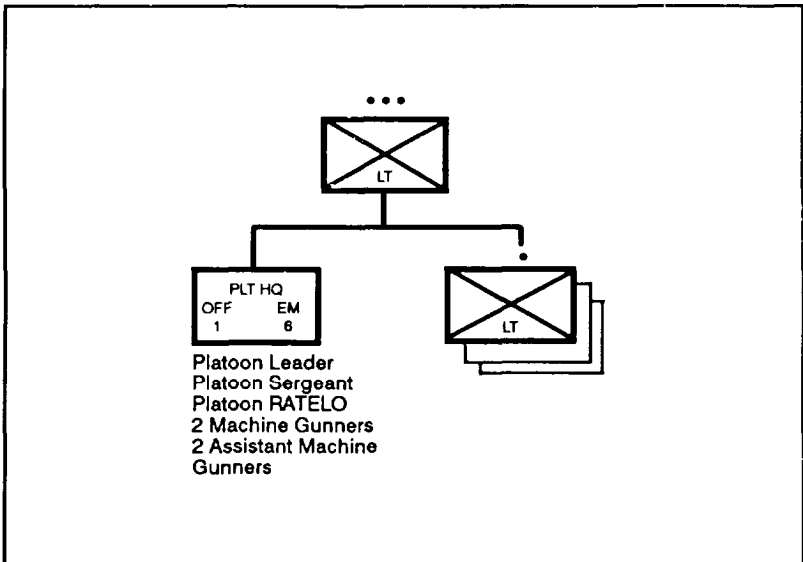 LT
PLT HQ
OFF EM
1 6
LT
Platoon Leader
Platoon Sergeant
Platoon RATELO
2 Machine Gunners
2 Assistant Machine
Gunners